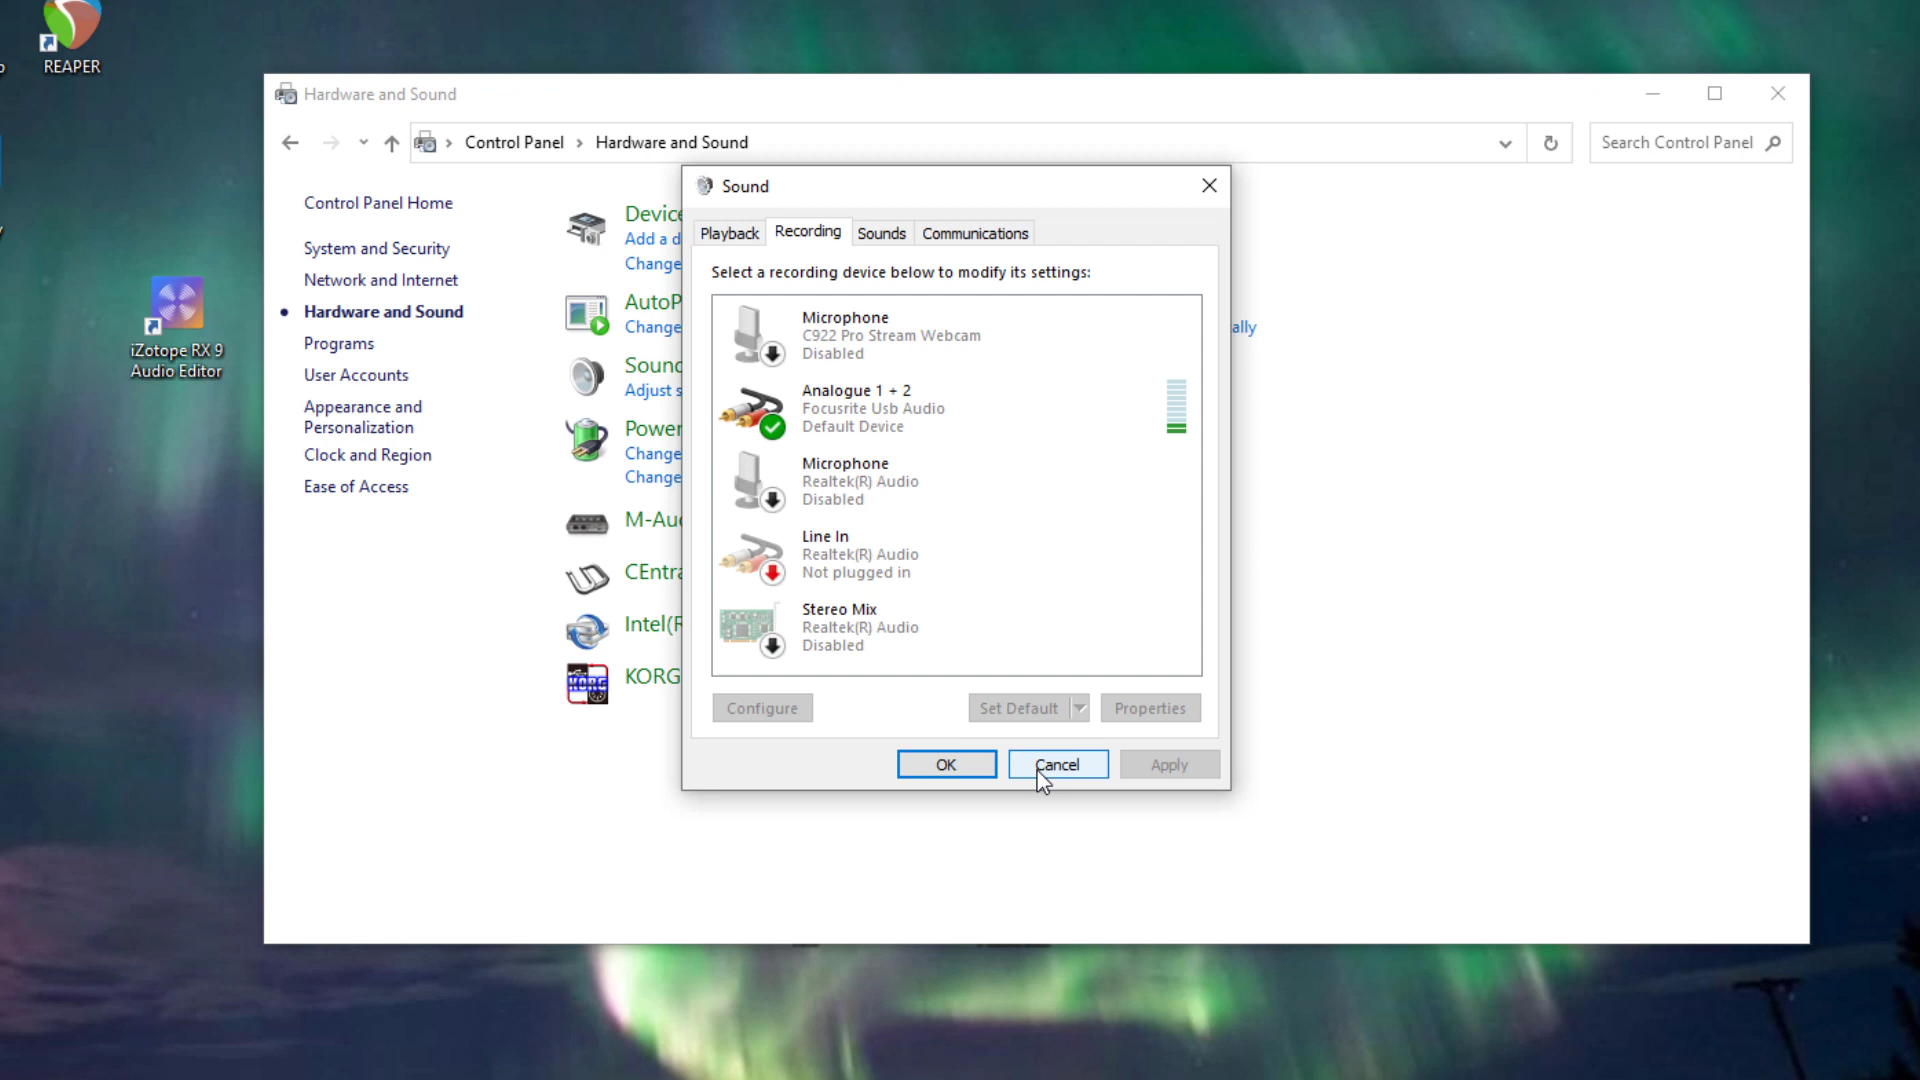 REAPER
iZotope RX 9
Audio Editor
Hardware and Sound
Control Panel > Hardware and Sound
Search Control Panel
Control Panel Home
System and Security
Network and Internet
Hardware and Sound
Programs
User Accounts
Appearance and
Personalization
Clock and Region
Ease of Access
Device
Add a d
Change
AutoP
Change
ally
Sound
Adjust s
Power
Change
Change
M-Au
CEntra
Intel(R
KORG
KORG
Sound
Playback
Recording
Sounds
Communications
Select a recording device below to modify its settings:
Microphone
C922 Pro Stream Webcam
Disabled
Analogue 1 + 2
Focusrite Usb Audio
Default Device
Microphone
Realtek(R) Audio
Disabled
Line In
Realtek(R) Audio
Not plugged in
Stereo Mix
Realtek(R) Audio
Disabled
Configure
Set Default
Properties
OK
Cancel
Apply